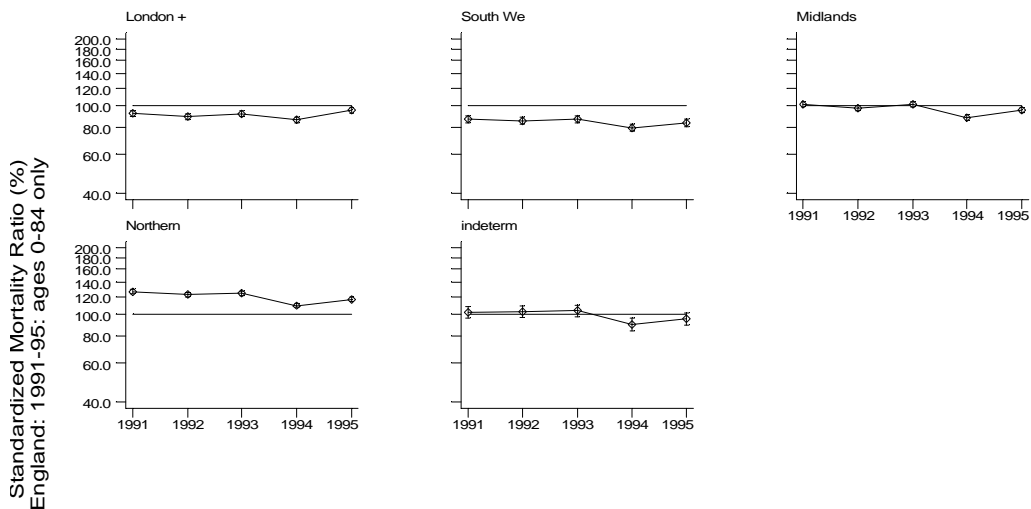 Standardized Mortality Ratio (%)
England: 1991-95: ages 0-84 only
London +
200.0
180.0
160.0
140.0
120.0
100.0
80.0
60.0
40.0
South We
Midlands
1991 1992 1993 1994 1995
Northern
200.0
180.0
160.0
140.0
120.0
100.0
80.0
60.0
40.0
1991 1992 1993 1994 1995
indeterm
1991 1992 1993 1994 1995